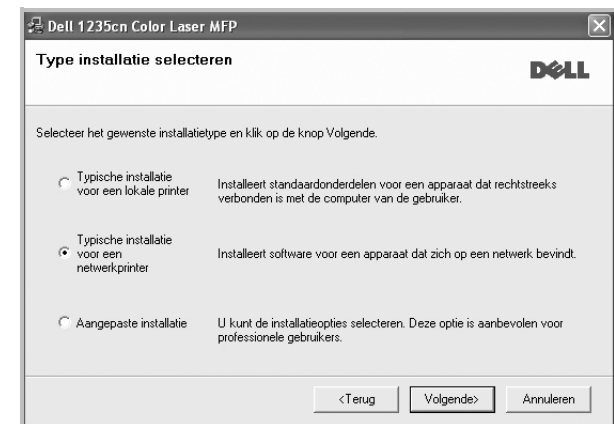 Dell 1235cn Color Laser MFP
Type installatie selecteren
DELL
Selecteer het gewenste installatietype en klik op de knop Volgende.
Typische installatie
voor een lokale printer
Installeert standaardonderdelen voor een apparaat dat rechtstreeks
verbonden is met de computer van de gebruiker.
Typische installatie
voor een
netwerkprinter
Installeert software voor een apparaat dat zich op een netwerk bevindt.
Aangepaste installatie
U kunt de installatieopties selecteren. Deze optie is aanbevolen voor
professionele gebruikers.
<Terug
Volgende>
Annuleren